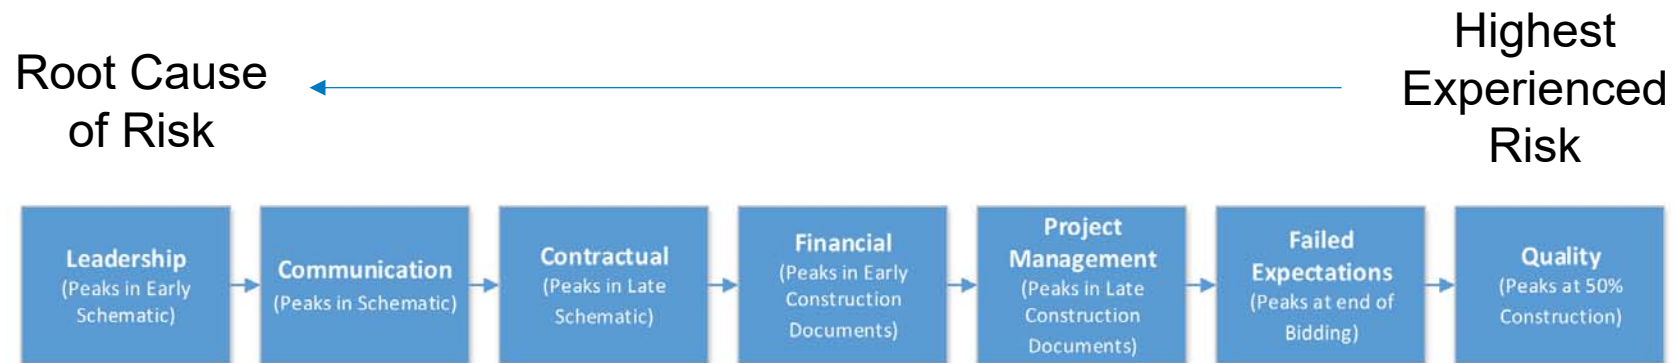 Root Cause
of Risk
Highest
Experienced
Risk
Leadership
(Peaks in Early
Schematic)
Communication
(Peaks in Schematic)
Contractual
(Peaks in Late
Schematic)
Financial
(Peaks in Early
Construction
Documents)
Project
Management
(Peaks in Late
Construction
Documents)
Failed
Expectations
(Peaks at end of
Bidding)
Quality
(Peaks at 50%
Construction)